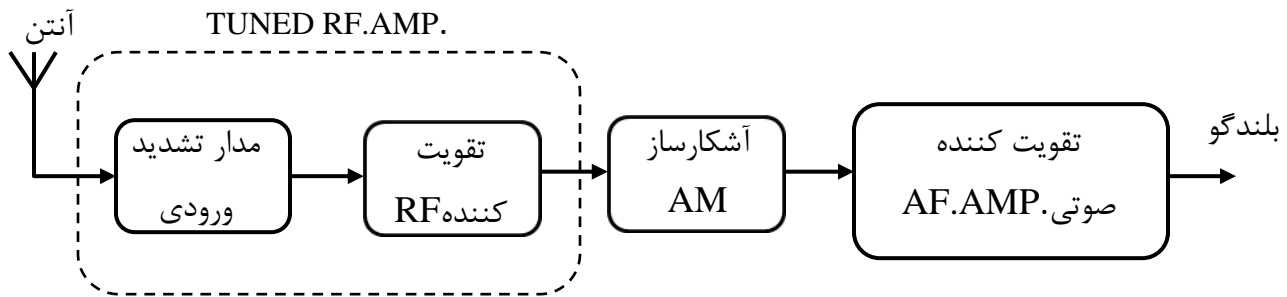 آنتن
TUNED RF.AMP.
مدار تشدید
ورودی
تقویت
کنندهRF
آشکارساز
AM
تقویت کننده
صوتی.AF.AMP
بلندگو